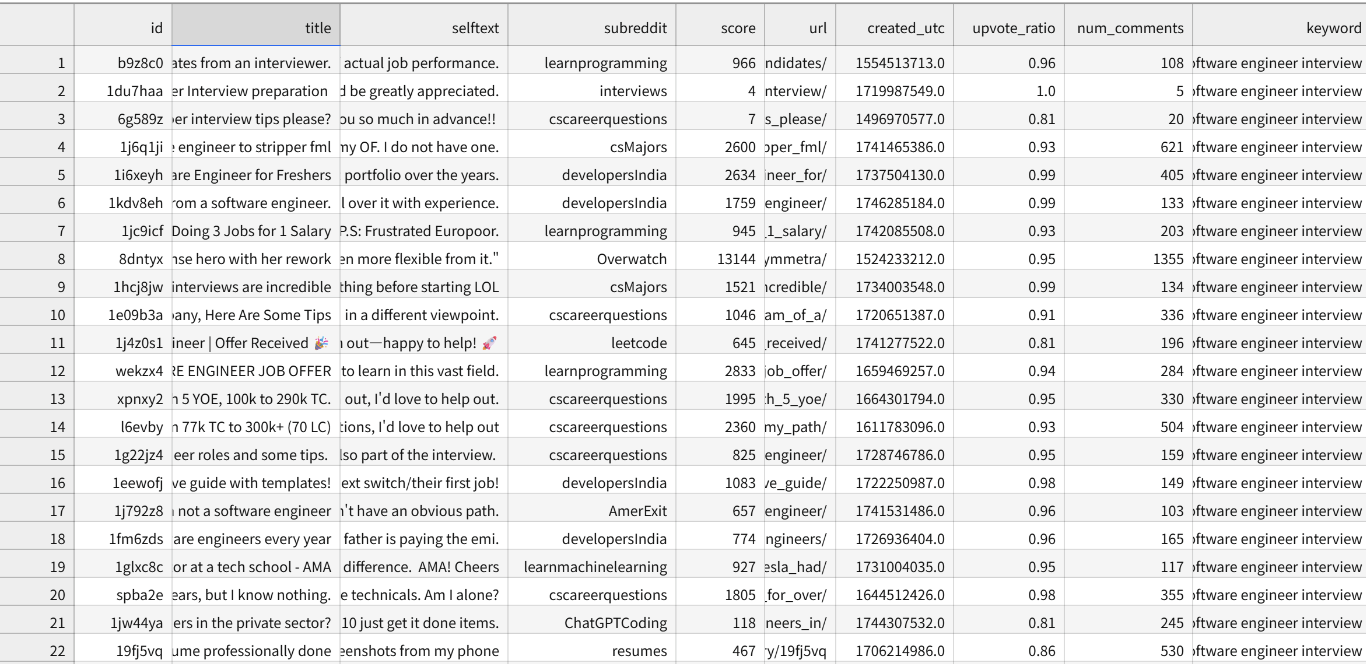 id title selftext subreddit score url created_utc upvote_ratio num_comments keyword
1 b9z8c0 ates from an interviewer. actual job performance. learnprogramming 966 ndidates/ 1554513713.0 0.96 108 oftware engineer interview
2 1du7haa er Interview preparation d be greatly appreciated. interviews 4 nterview/ 1719987549.0 1.0 5 oftware engineer interview
3 6g589z er interview tips please? ou so much in advance!! cscareerquestions 7 s_please/ 1496970577.0 0.81 20 oftware engineer interview
4 1j6q1ji engineer to stripper fml my OF. I do not have one. csMajors 2600 pper_fml/ 1741465386.0 0.93 621 oftware engineer interview
5 1i6xeyh are Engineer for Freshers portfolio over the years. developersIndia 2634 ineer_for/ 1737504130.0 0.99 405 oftware engineer interview
6 1kdv8eh rom a software engineer. l over it with experience. developersIndia 1759 engineer/ 1746285184.0 0.99 133 oftware engineer interview
7 1jc9icf Doing 3 Jobs for 1 Salary P.S: Frustrated Europoor. learnprogramming 945 _1_salary/ 1742085508.0 0.93 203 oftware engineer interview
8 8dntyx nse hero with her rework en more flexible from it." Overwatch 13144 ymmetra/ 1524233212.0 0.95 1355 oftware engineer interview
9 1hcj8jw interviews are incredible thing before starting LOL csMajors 1521 ncredible/ 1734003548.0 0.99 134 oftware engineer interview
10 1e09b3a pany, Here Are Some Tips in a different viewpoint. cscareerquestions 1046 am_of_a/ 1720651387.0 0.91 336 oftware engineer interview
11 1j4z0s1 ineer | Offer Received 🎉 out—happy to help! 🚀 leetcode 645 _received/ 1741277522.0 0.81 196 oftware engineer interview
12 wekzx4 RE ENGINEER JOB OFFER to learn in this vast field. learnprogramming 2833 job_offer/ 1659469257.0 0.94 284 oftware engineer interview
13 xpnxy2 5 YOE, 100k to 290k TC. out, I'd love to help out. cscareerquestions 1995 th_5_yoe/ 1664301794.0 0.95 330 oftware engineer interview
14 l6evby 77k TC to 300k+ (70 LC) tions, I'd love to help out cscareerquestions 2360 my_path/ 1611783096.0 0.93 504 oftware engineer interview
15 1g22jz4 eer roles and some tips. lso part of the interview. cscareerquestions 825 engineer/ 1728746786.0 0.95 159 oftware engineer interview
16 1eewofj ve guide with templates! ext switch/their first job! developersIndia 1083 ve_guide/ 1722250987.0 0.98 149 oftware engineer interview
17 1j792z8 not a software engineer n't have an obvious path. AmerExit 657 engineer/ 1741531486.0 0.96 103 oftware engineer interview
18 1fm6zds are engineers every year father is paying the emi. developersIndia 774 ngineers/ 1726936404.0 0.96 165 oftware engineer interview
19 1glxc8c or at a tech school - AMA difference. AMA! Cheers learnmachinelearning 927 esla_had/ 1731004035.0 0.95 117 oftware engineer interview
20 spba2e ears, but I know nothing. e technicals. Am I alone? cscareerquestions 1805 _for_over/ 1644512426.0 0.98 355 oftware engineer interview
21 1jw44ya ers in the private sector? 10 just get it done items. ChatGPTCoding 118 neers_in/ 1744307532.0 0.81 245 oftware engineer interview
22 19fj5vq ume professionally done eenshots from my phone resumes 467 y/19fj5vq 1706214986.0 0.86 530 oftware engineer interview